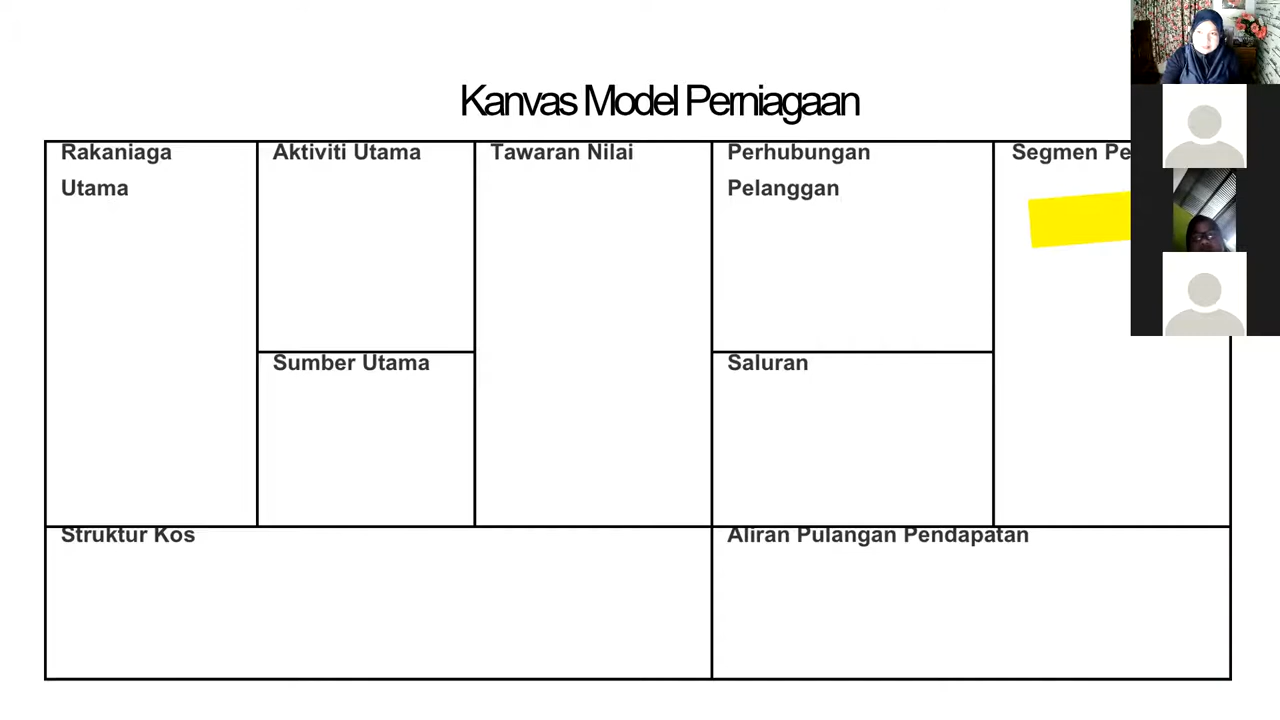 Kanvas Model Perniagaan
Rakaniaga
Utama
Aktiviti Utama
Tawaran Nilai
Perhubungan
Pelanggan
Segmen
Sumber Utama
Saluran
Struktur Kos
Aliran Pulangan Pendapatan